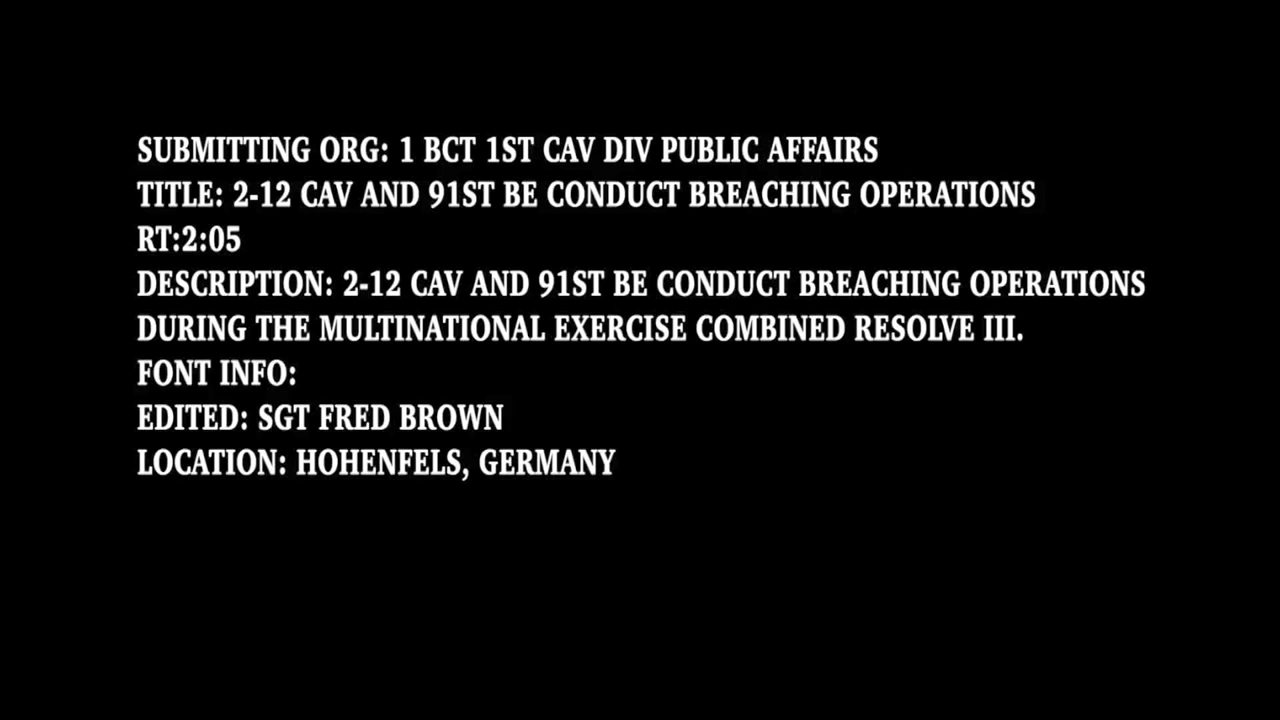 SUBMITTING ORG: 1 BCT 1ST CAV DIV PUBLIC AFFAIRS
TITLE: 2-12 CAV AND 91ST BE CONDUCT BREACHING OPERATIONS
RT:2:05
DESCRIPTION: 2-12 CAV AND 91ST BE CONDUCT BREACHING OPERATIONS
DURING THE MULTINATIONAL EXERCISE COMBINED RESOLVE III.
FONT INFO:
EDITED: SGT FRED BROWN
LOCATION: HOHENFELS, GERMANY